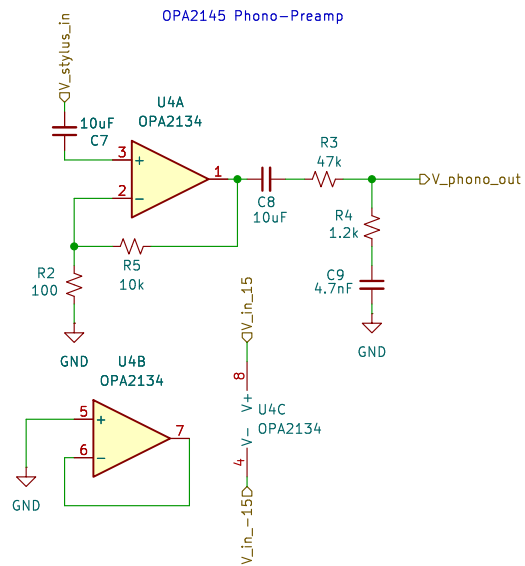 OPA2145 Phono-Preamp
V_stylus_in
10uF
C7
U4A
OPA2134
3
+
2
−
1
C8
10uF
R3
47k
V_phono_out
R4
1.2k
C9
4.7nF
GND
R5
10k
R2
100
GND
U4B
OPA2134
5
+
6
−
7
GND
V_in_15
8
V+
U4C
OPA2134
V−
4
V_in_-15